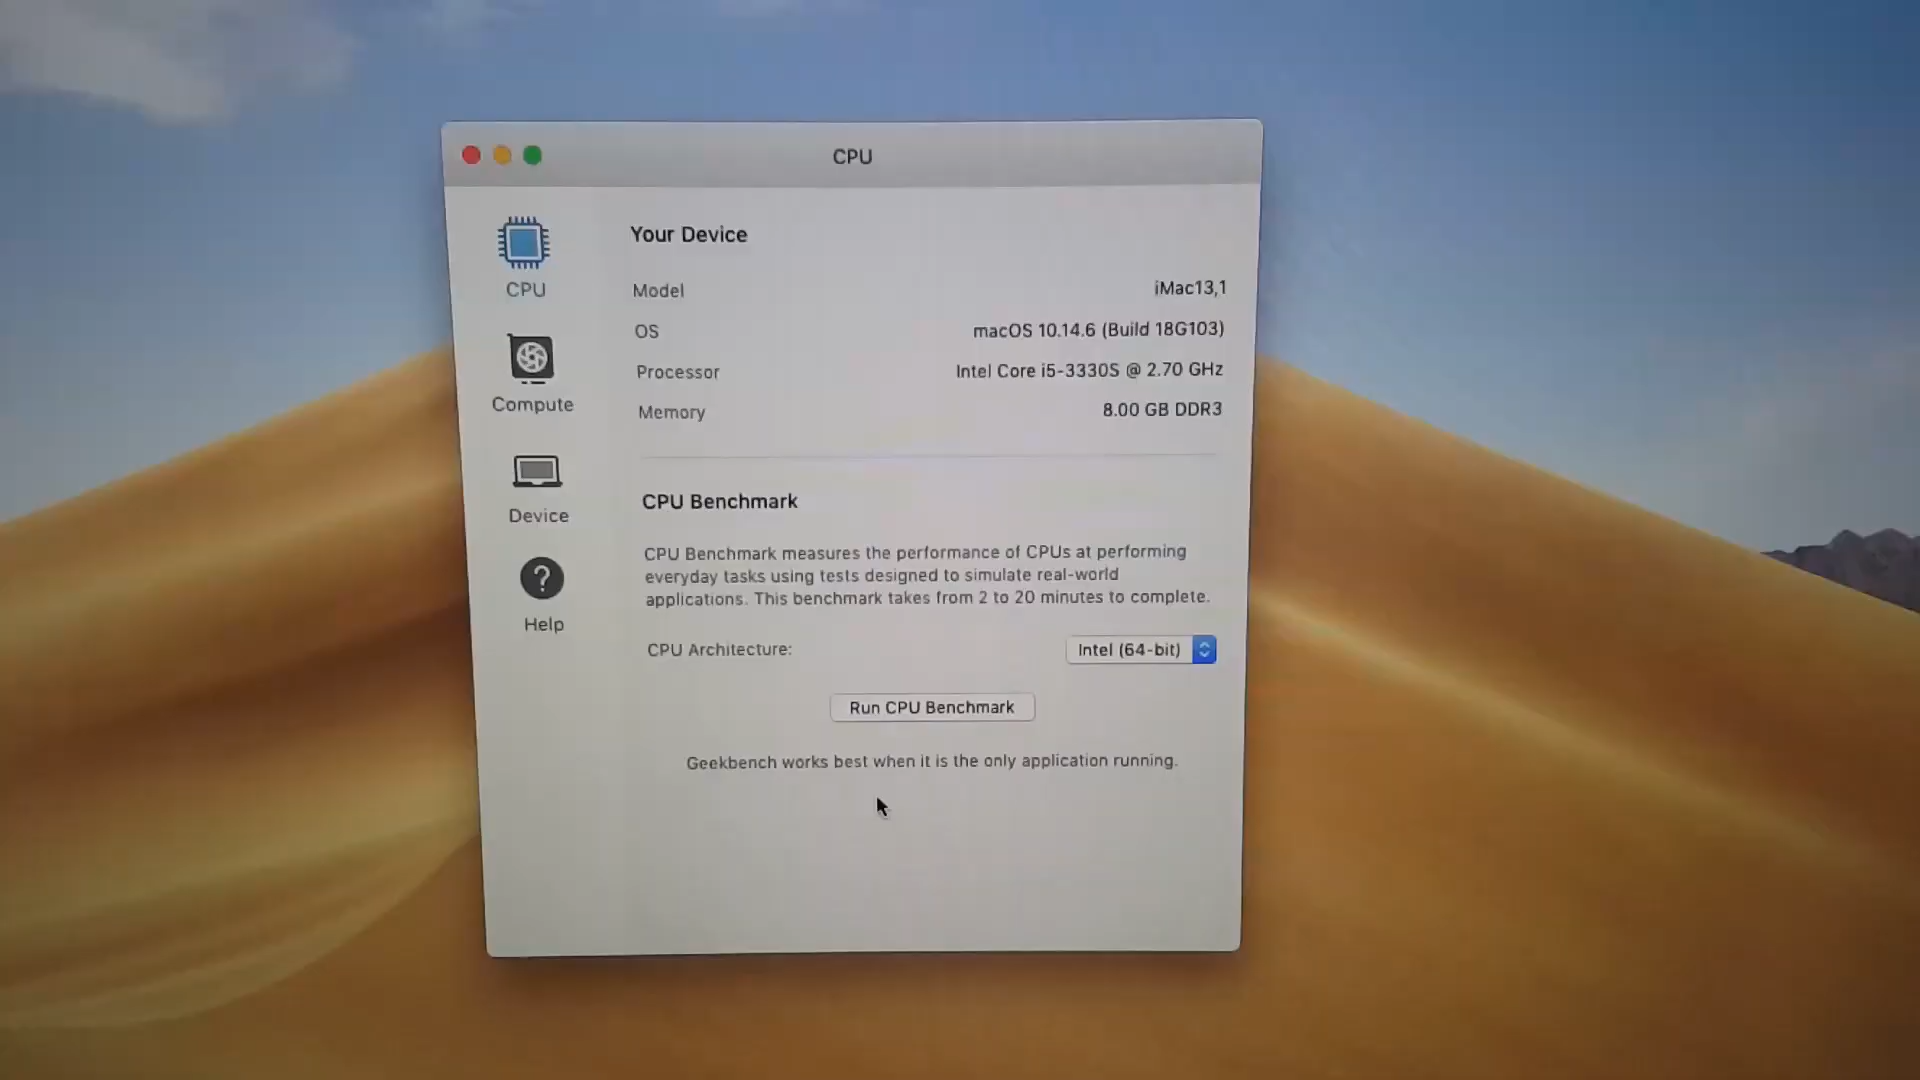 CPU
CPU
Compute
Device
Help
Your Device
Model iMac13,1
OS macOS 10.14.6 (Build 18G103)
Processor Intel Core i5-3330S @ 2.70 GHz
Memory 8.00 GB DDR3
CPU Benchmark
CPU Benchmark measures the performance of CPUs at performing
everyday tasks using tests designed to simulate real-world
applications. This benchmark takes from 2 to 20 minutes to complete.
CPU Architecture: Intel (64-bit)
Run CPU Benchmark
Geekbench works best when it is the only application running.